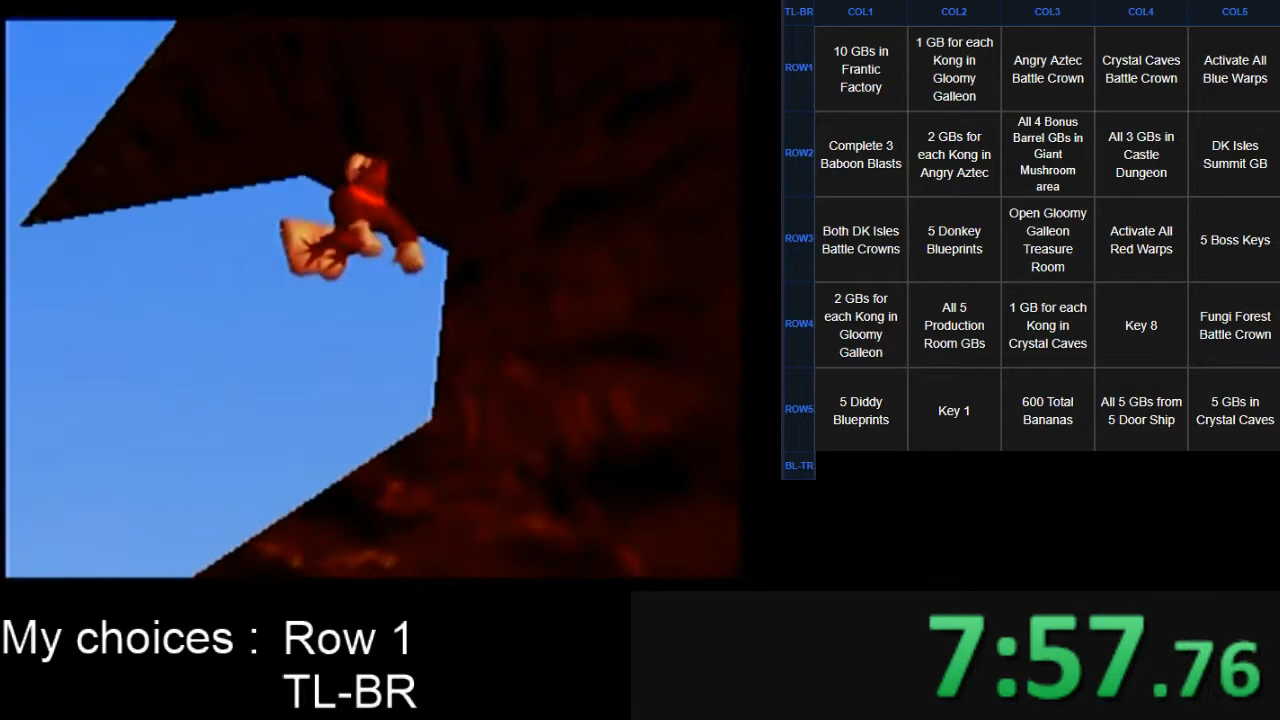 TL-BR COL1 COL2 COL3 COL4 COL5
ROW1
10 GBs in
Frantic
Factory
1 GB for each
Kong in
Gloomy
Galleon
Angry Aztec
Battle Crown
Crystal Caves
Battle Crown
Activate All
Blue Warps
ROW2
Complete 3
Baboon Blasts
2 GBs for
each Kong in
Angry Aztec
All 4 Bonus
Barrel GBs in
Giant
Mushroom
area
All 3 GBs in
Castle
Dungeon
DK Isles
Summit GB
ROW3
Both DK Isles
Battle Crowns
5 Donkey
Blueprints
Open Gloomy
Galleon
Treasure
Room
Activate All
Red Warps
5 Boss Keys
ROW4
2 GBs for
each Kong in
Gloomy
Galleon
All 5
Production
Room GBs
1 GB for each
Kong in
Crystal Caves
Key 8
Fungi Forest
Battle Crown
ROW5
5 Diddy
Blueprints
Key 1
600 Total
Bananas
All 5 GBs from
5 Door Ship
5 GBs in
Crystal Caves
BL-TR
My choices : Row 1
TL-BR
7:57.76